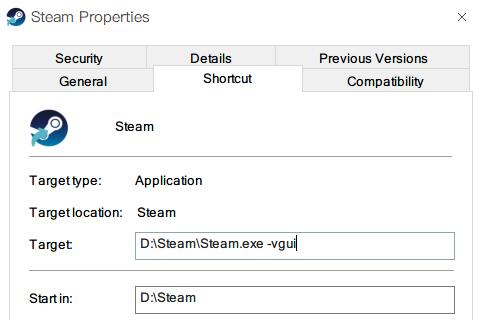 Steam Properties
Security Details Previous Versions
General Shortcut Compatibility
Steam
Target type: Application
Target location: Steam
Target: D:\Steam\Steam.exe -vgui
Start in: D:\Steam